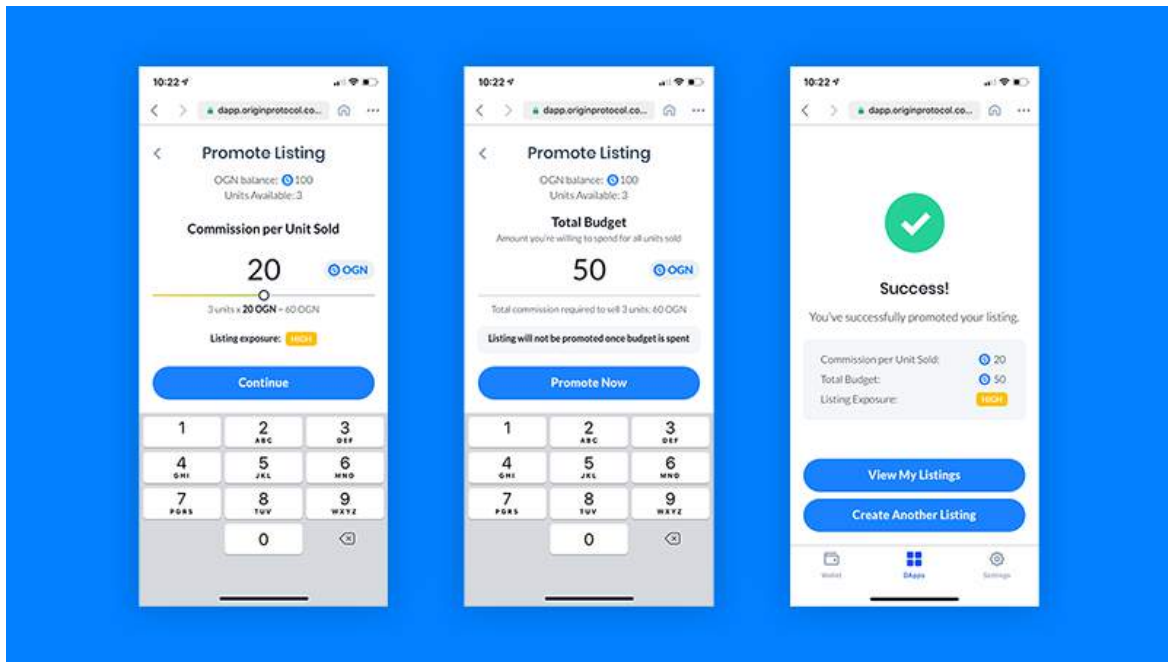 10:22
dapp.originprotocol.co...
Promote Listing
OGN balance: 100
Units Available: 3
Commission per Unit Sold
20
OGN
3 units x 20 OGN = 60 OGN
Listing exposure: HIGH
Continue
1
2
ABC
3
DEF
4
GHI
5
JKL
6
MNO
7
PQRS
8
TUV
9
WXYZ
0
10:22
dapp.originprotocol.co...
Promote Listing
OGN balance: 100
Units Available: 3
Total Budget
Amount you're willing to spend for all units sold
50
OGN
Total commission required to sell 3 units: 60 OGN
Listing will not be promoted once budget is spent
Promote Now
1
2
ABC
3
DEF
4
GHI
5
JKL
6
MNO
7
PQRS
8
TUV
9
WXYZ
0
10:22
dapp.originprotocol.co...
Success!
You've successfully promoted your listing.
Commission per Unit Sold: 20
Total Budget: 50
Listing Exposure: HIGH
View My Listings
Create Another Listing
Wallet
DApps
Settings